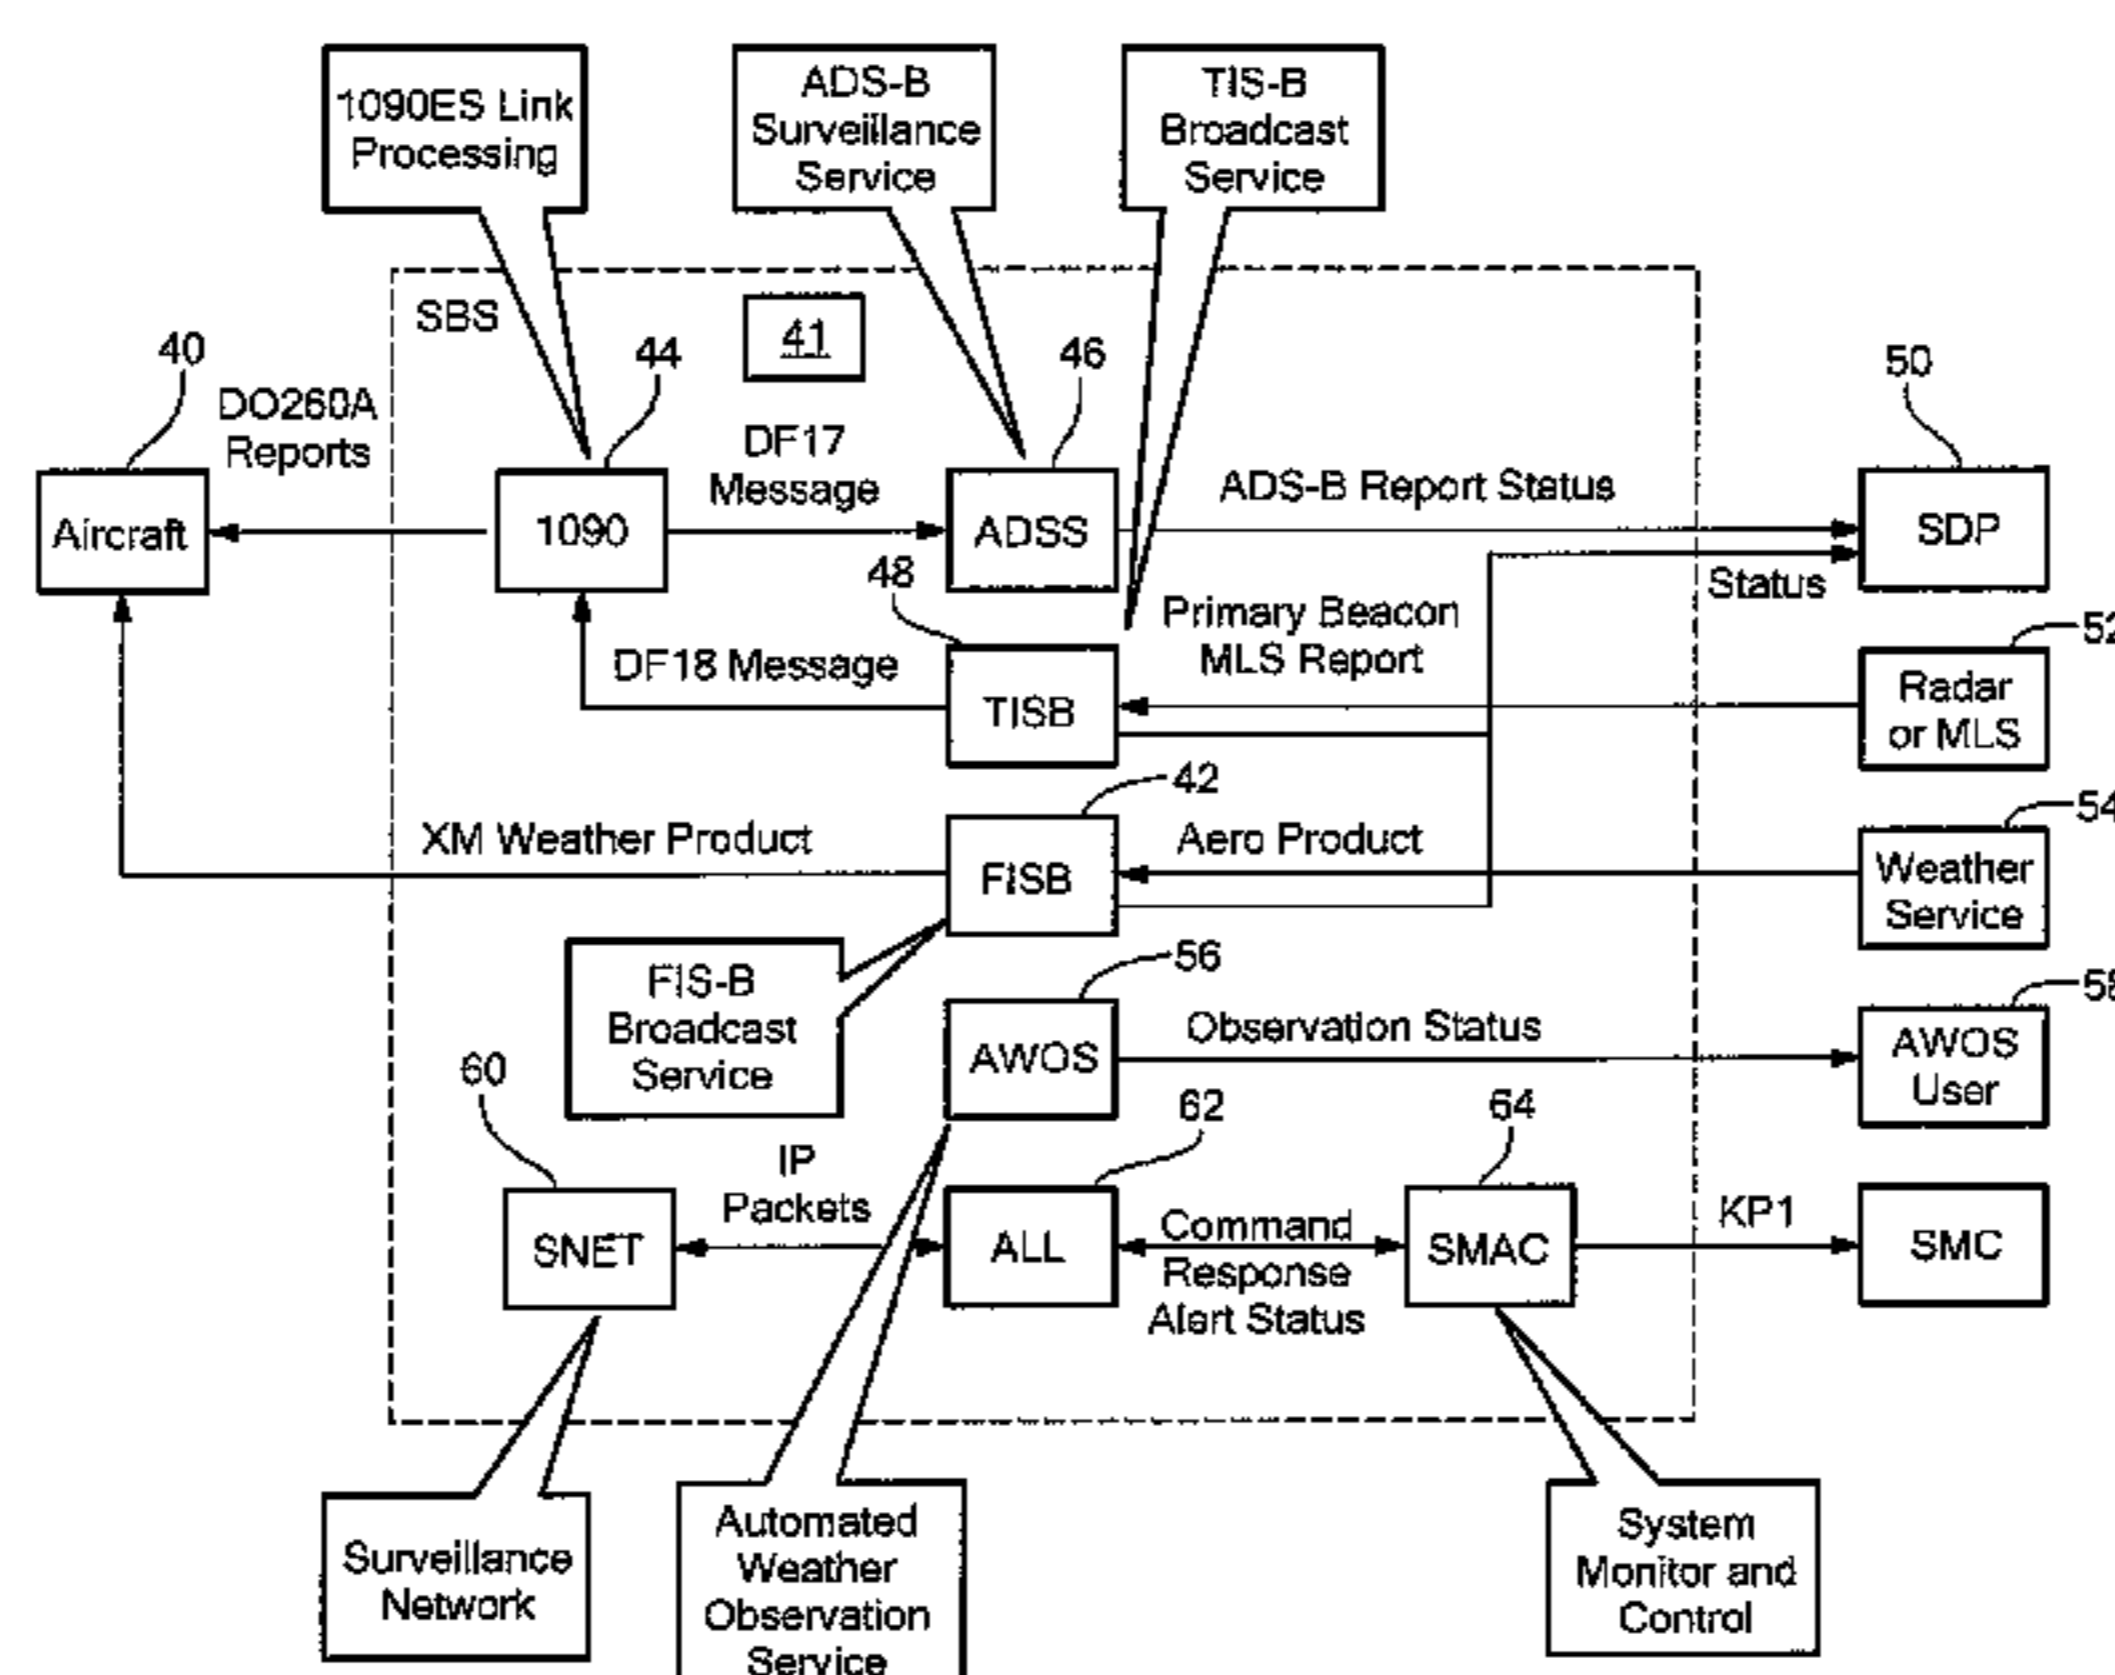 1090ES Link
Processing
ADS-B
Surveillance
Service
TIS-B
Broadcast
Service
SBS
41
40
DO260A
Reports
44
DF17
Message
46
50
Aircraft
1090
ADSS
ADS-B Report Status
SDP
Status
48
Primary Beacon
MLS Report
52
DF18 Message
TISB
Radar
or MLS
42
54
XM Weather Product
FISB
Aero Product
Weather
Service
FIS-B
Broadcast
Service
56
58
AWOS
Observation Status
AWOS
User
60
IP
Packets
62
64
SNET
ALL
Command
Response
Alert Status
SMAC
KP1
SMC
Surveillance
Network
Automated
Weather
Observation
Service
System
Monitor and
Control